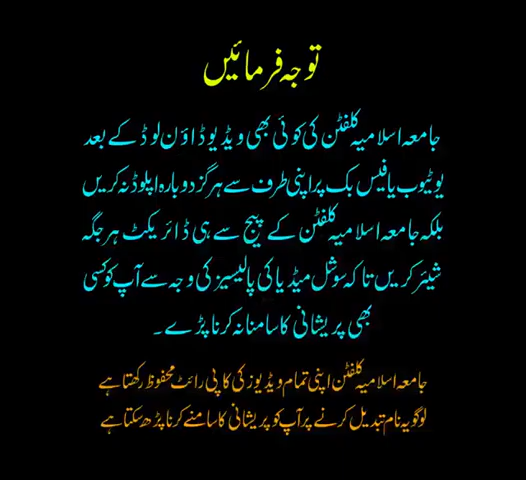 توجہ فرمائیں
جامعہ اسلامیہ کلفٹن کی کوئی بھی ویڈیو ڈاؤن لوڈ کے بعد
یوٹیوب یا فیس بک پر اپنی طرف سے ہرگز دوبارہ اپلوڈ نہ کریں
بلکہ جامعہ اسلامیہ کلفٹن کے پیج سے ہی ڈائریکٹ ہر جگہ
شیئر کریں تاکہ سوشل میڈیا کی پالیسیز کی وجہ سے آپ کو کسی
بھی پریشانی کا سامنا نہ کرنا پڑے۔
جامعہ اسلامیہ کلفٹن اپنی تمام ویڈیوز کی کاپی رائٹ محفوظ رکھتا ہے
لوگو یہ نام تبدیل کرنے پر آپ کو پریشانی کا سامنے کرنا پڑھ سکتا ہے